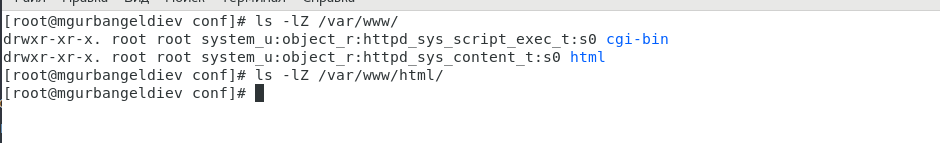 [root@mgurbangeldiev conf]# ls -lZ /var/www/
drwxr-xr-x. root root system_u:object_r:httpd_sys_script_exec_t:s0 cgi-bin
drwxr-xr-x. root root system_u:object_r:httpd_sys_content_t:s0 html
[root@mgurbangeldiev conf]# ls -lZ /var/www/html/
[root@mgurbangeldiev conf]#